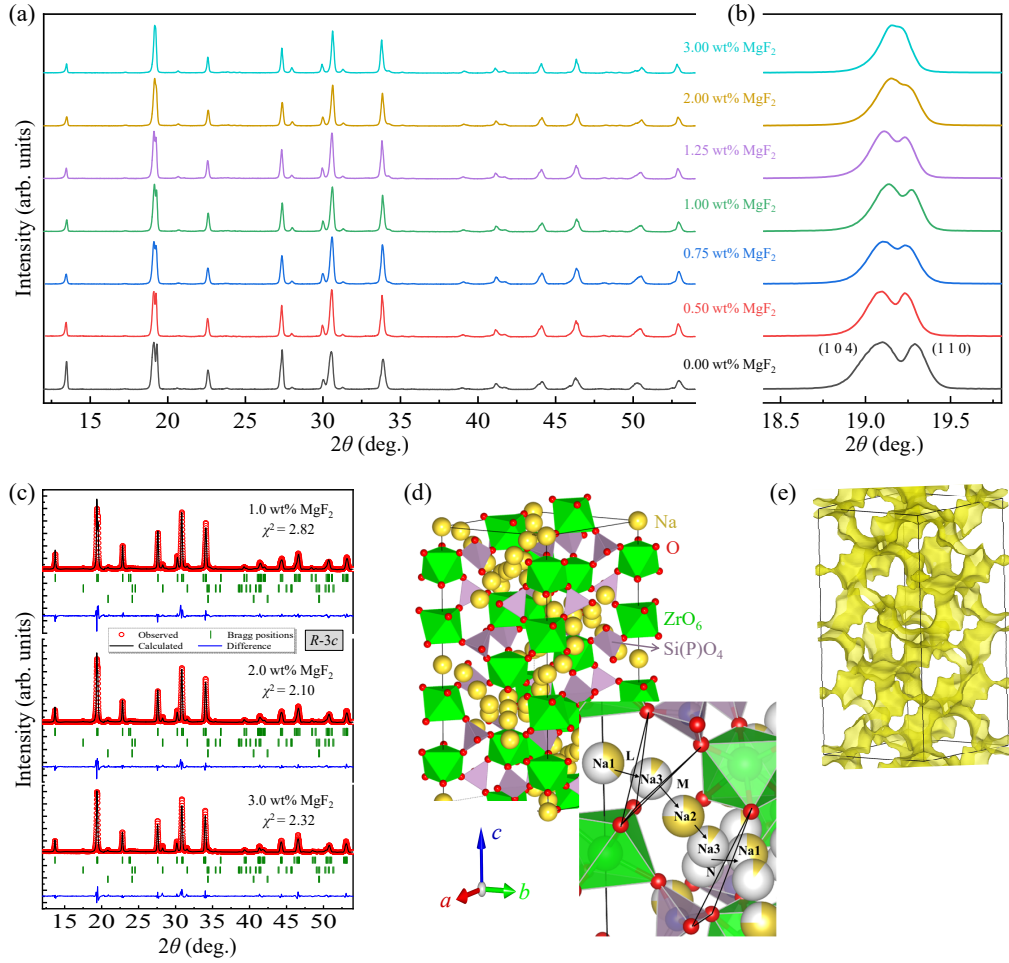 (a)
(b)
Intensity (arb. units)
3.00 wt% MgF2
2.00 wt% MgF2
1.25 wt% MgF2
1.00 wt% MgF2
0.75 wt% MgF2
0.50 wt% MgF2
0.00 wt% MgF2
(1 0 4)
(1 1 0)
15 20 25 30 35 40 45 50
2θ (deg.)
18.5 19.0 19.5
2θ (deg.)
(c)
1.0 wt% MgF2
χ2 = 2.82
Observed
Bragg positions
Calculated
Difference
R-3c
2.0 wt% MgF2
χ2 = 2.10
3.0 wt% MgF2
χ2 = 2.32
Intensity (arb. units)
15 20 25 30 35 40 45 50
2θ (deg.)
(d)
Na
O
ZrO6
Si(P)O4
Na1
L
Na3
M
Na2
Na3
Na1
N
c
a
b
(e)